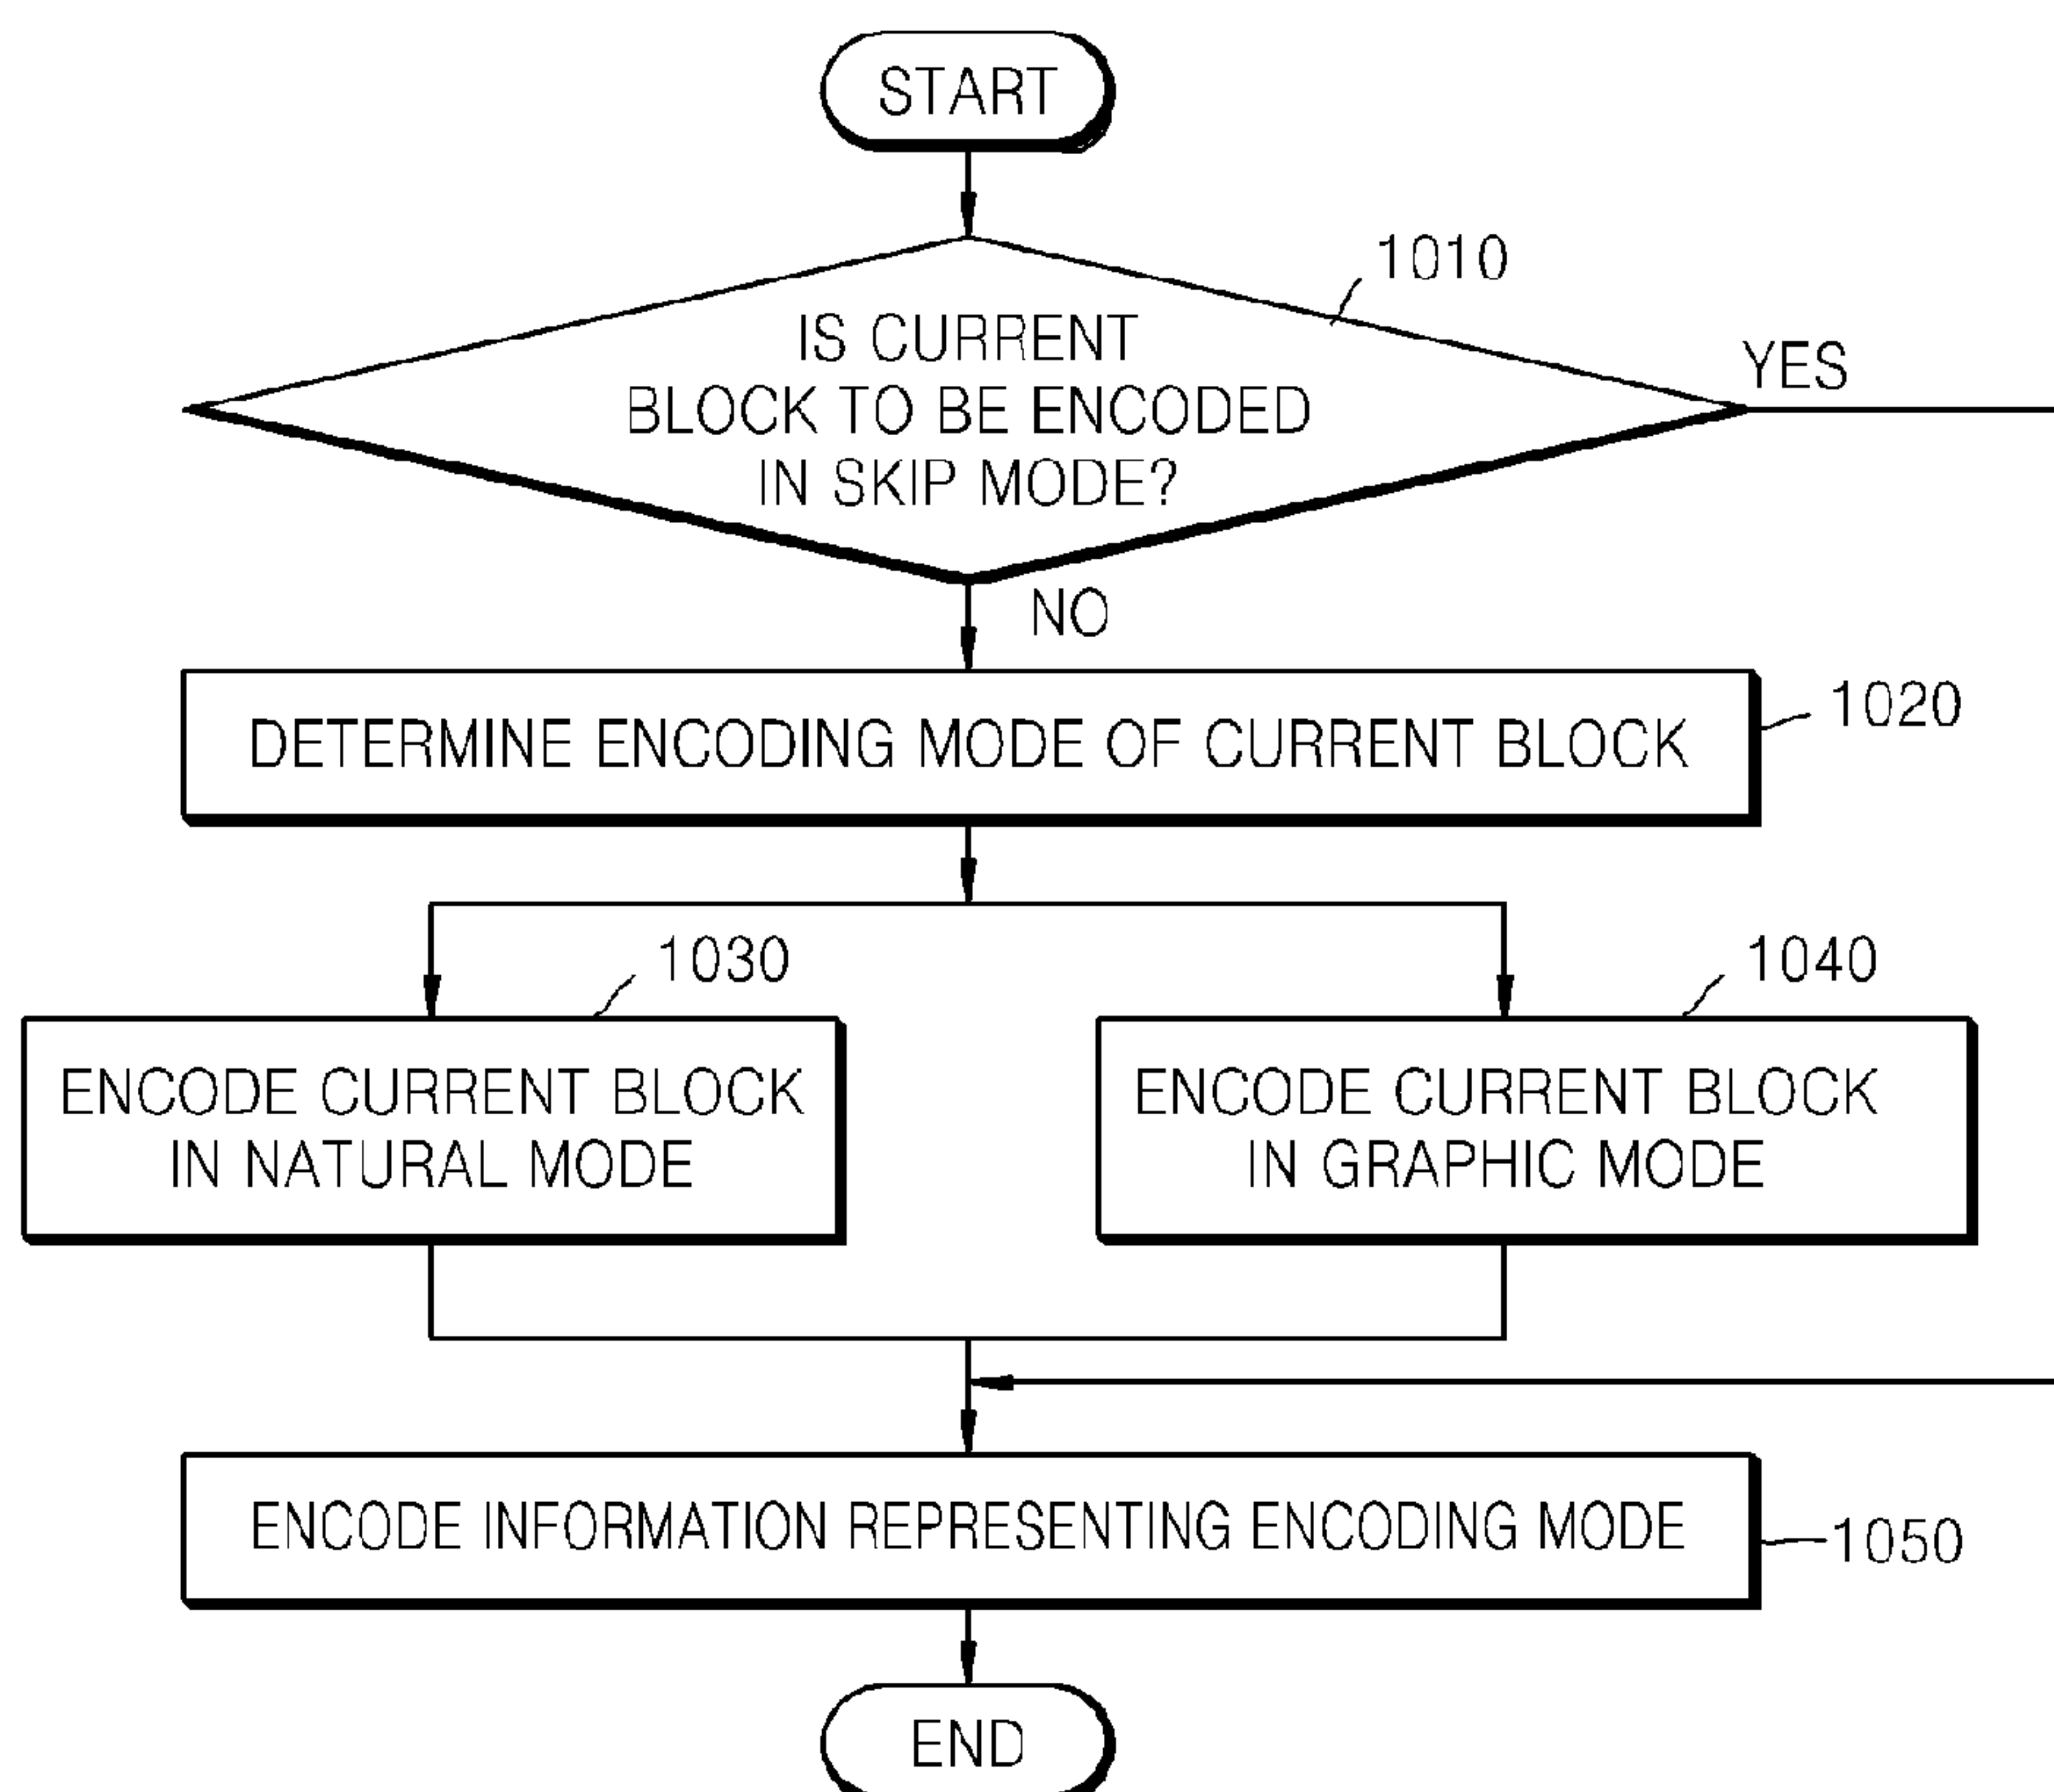 START
1010
IS CURRENT
BLOCK TO BE ENCODED
IN SKIP MODE?
YES
NO
DETERMINE ENCODING MODE OF CURRENT BLOCK
1020
1030
ENCODE CURRENT BLOCK
IN NATURAL MODE
1040
ENCODE CURRENT BLOCK
IN GRAPHIC MODE
ENCODE INFORMATION REPRESENTING ENCODING MODE
1050
END